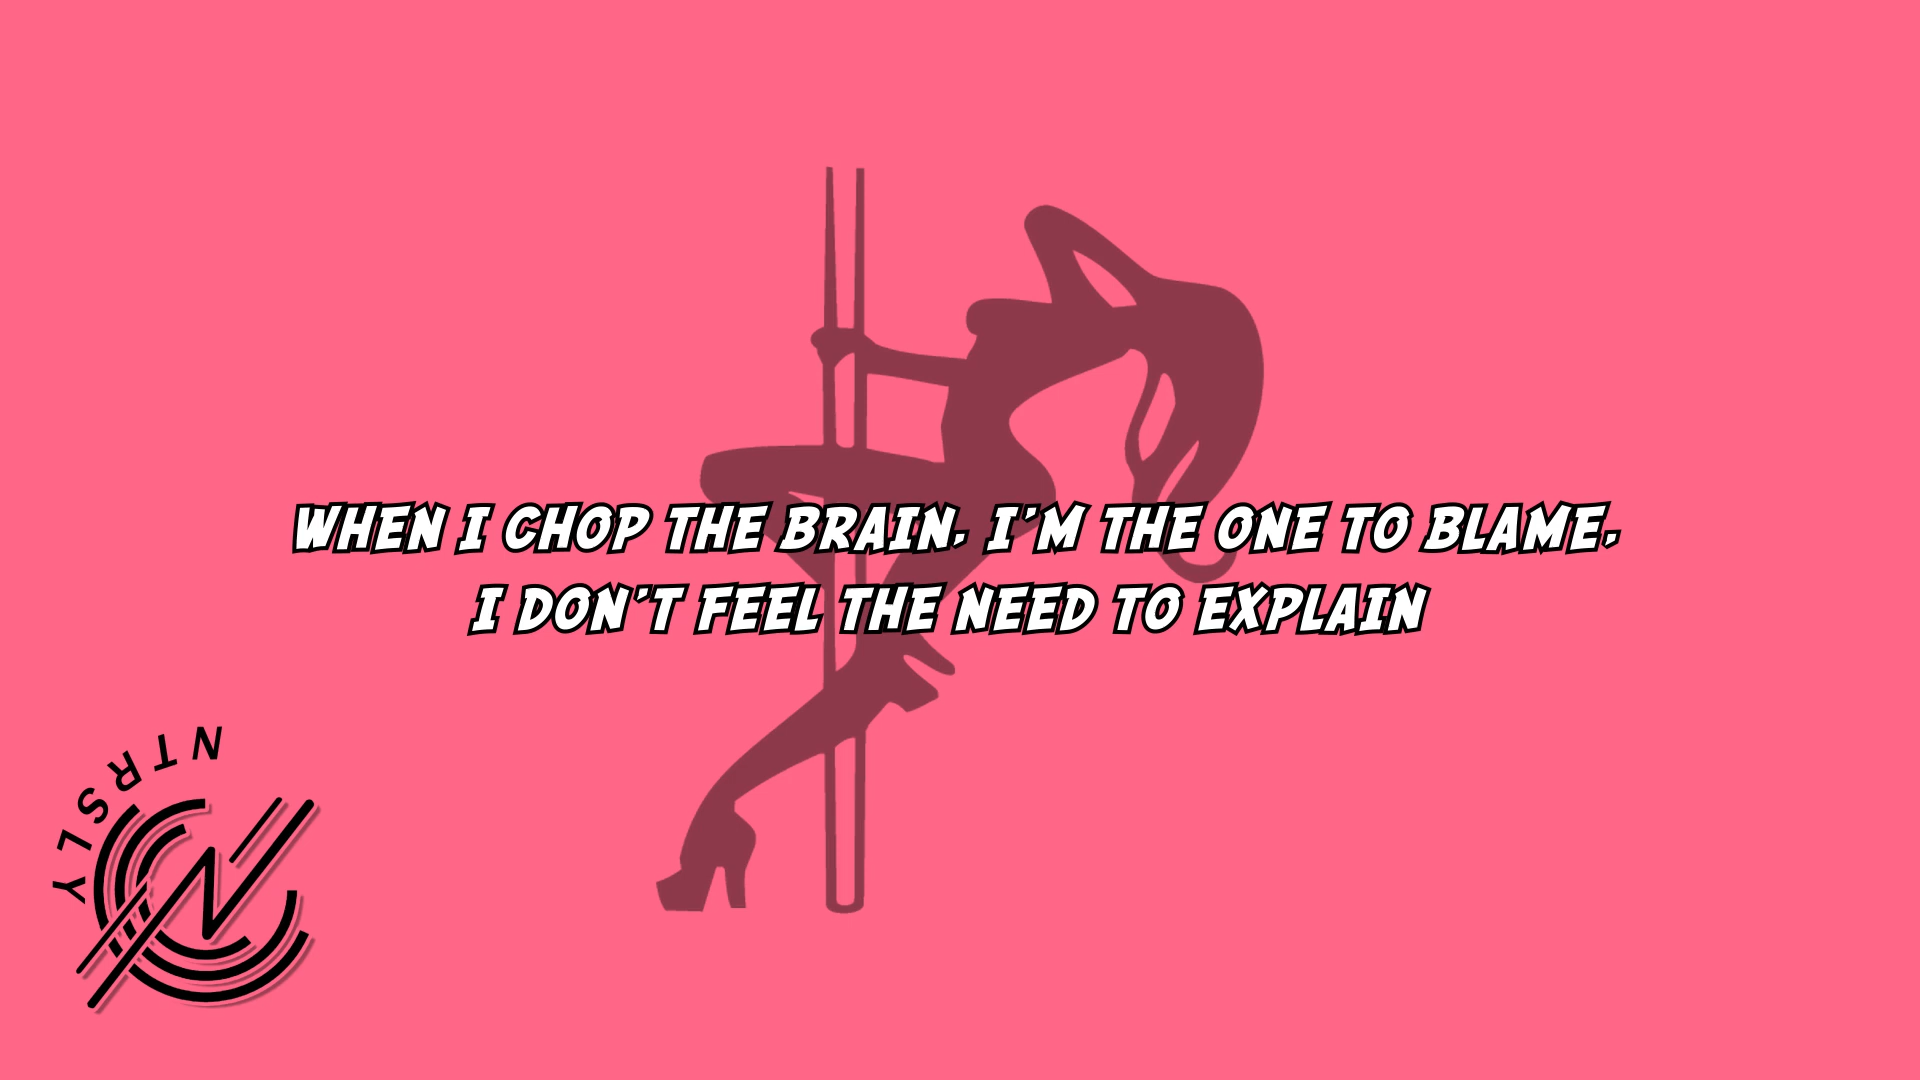 WHEN I CHOP THE BRAIN, I'M THE ONE TO BLAME,
I DON'T FEEL THE NEED TO EXPLAIN
NTRSLY